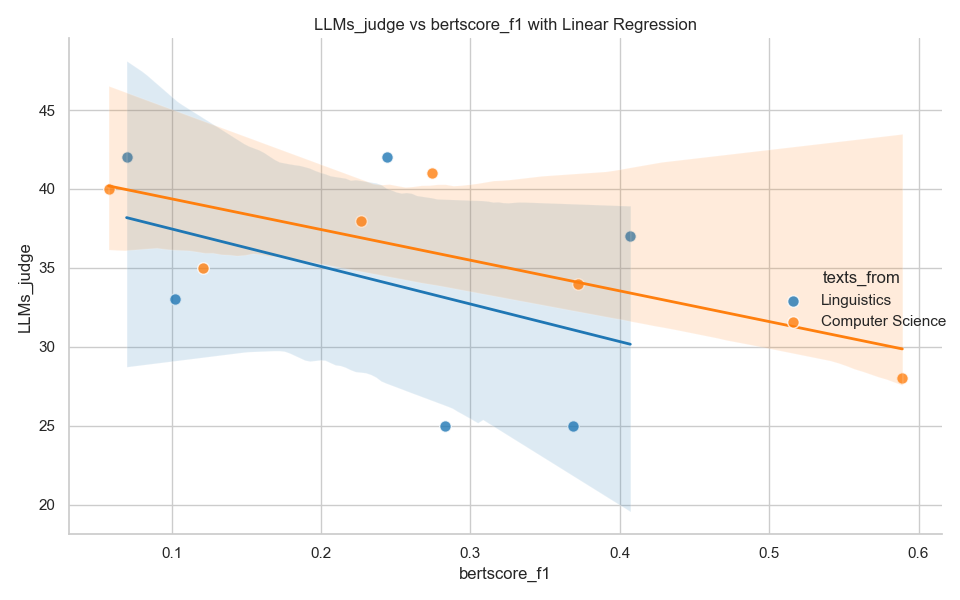 LLMs_judge vs bertscore_f1 with Linear Regression
LLMs_judge
45
40
35
30
25
20
texts_from
Linguistics
Computer Science
0.1
0.2
0.3
0.4
0.5
0.6
bertscore_f1